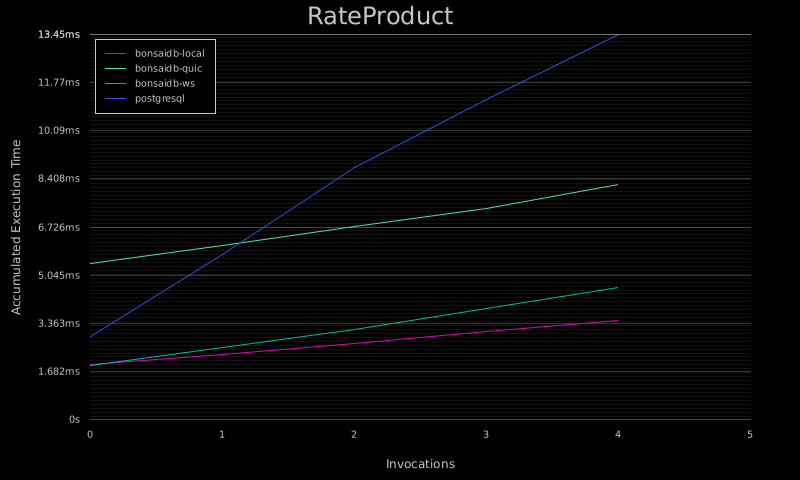 RateProduct
13.45ms
bonsaidb-local
bonsaidb-quic
bonsaidb-ws
postgresql
11.77ms
10.09ms
8.408ms
6.726ms
5.045ms
3.363ms
1.682ms
0s
Accumulated Execution Time
0 1 2 3 4 5
Invocations